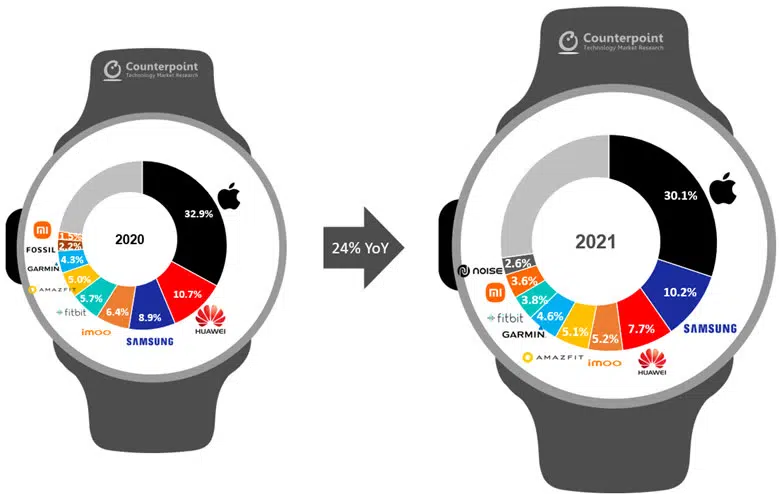 Counterpoint
Technology Market Research
32.9%
2020
MI
1.5%
FOSSIL
2.2%
GARMIN
4.3%
AMAZFIT
5.0%
fitbit
5.7%
imoo
6.4%
SAMSUNG
8.9%
HUAWEI
10.7%
24% YoY
Counterpoint
Technology Market Research
30.1%
2021
NOISE
2.6%
MI
3.6%
fitbit
3.8%
GARMIN
4.6%
AMAZFIT
5.1%
imoo
5.2%
HUAWEI
7.7%
SAMSUNG
10.2%